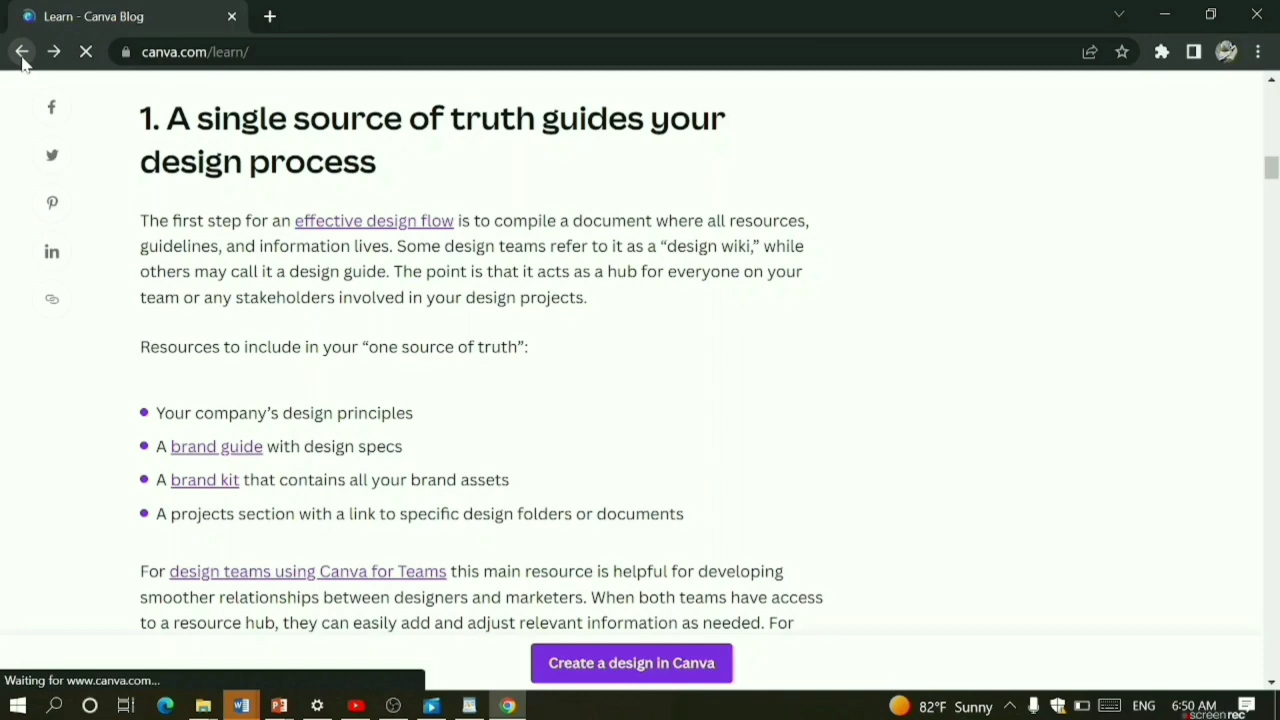 Learn - Canva Blog
canva.com/learn/
1. A single source of truth guides your
design process
The first step for an effective design flow is to compile a document where all resources,
guidelines, and information lives. Some design teams refer to it as a “design wiki,” while
others may call it a design guide. The point is that it acts as a hub for everyone on your
team or any stakeholders involved in your design projects.
Resources to include in your “one source of truth”:
Your company’s design principles
A brand guide with design specs
A brand kit that contains all your brand assets
A projects section with a link to specific design folders or documents
For design teams using Canva for Teams this main resource is helpful for developing
smoother relationships between designers and marketers. When both teams have access
to a resource hub, they can easily add and adjust relevant information as needed. For
Create a design in Canva
Waiting for www.canva.com...
82°F Sunny
ENG
6:50 AM
screenrec